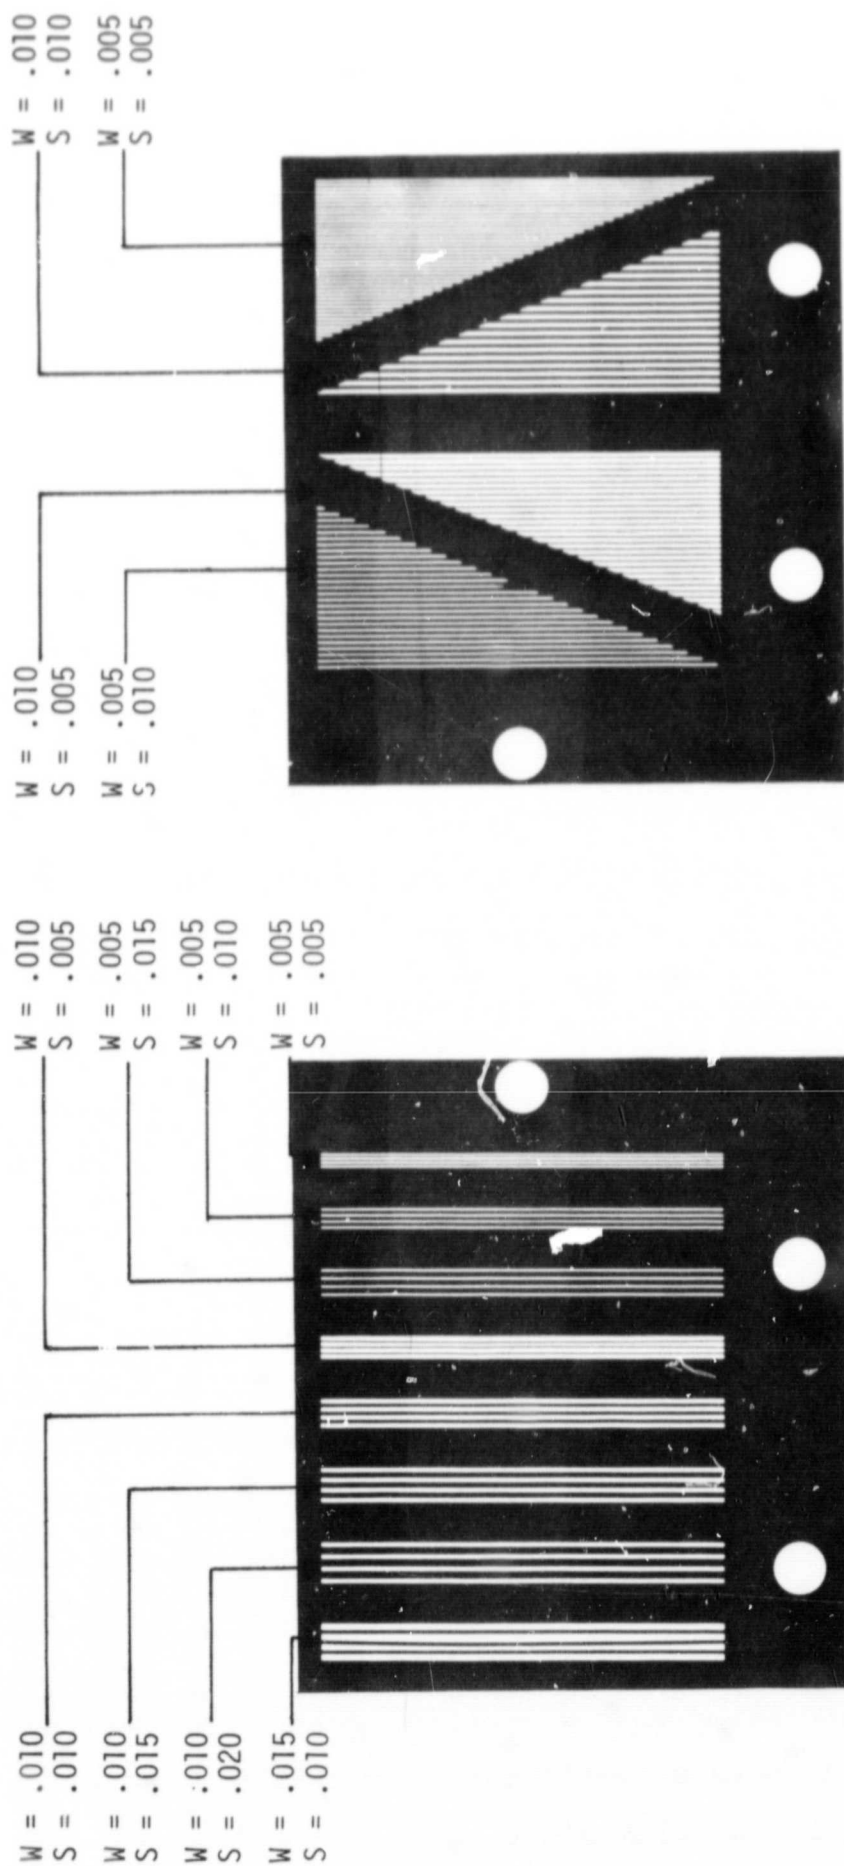 W = .010
S = .010
W = .010
S = .015
W = .010
S = .020
W = .015
S = .010
W = .010
S = .005
W = .005
S = .015
W = .005
S = .010
W = .005
S = .005
W = .010
S = .005
W = .005
S = .010
W = .010
S = .010
W = .005
S = .005